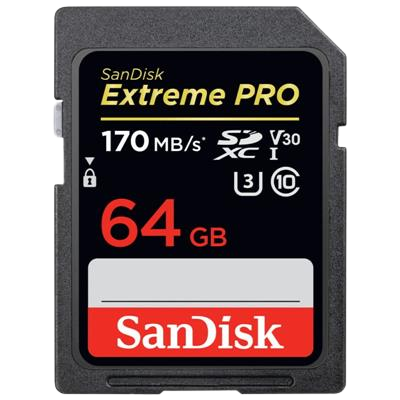 SanDisk
Extreme PRO
170 MB/s* SD XC V30 I
3 10
64 GB
SanDisk